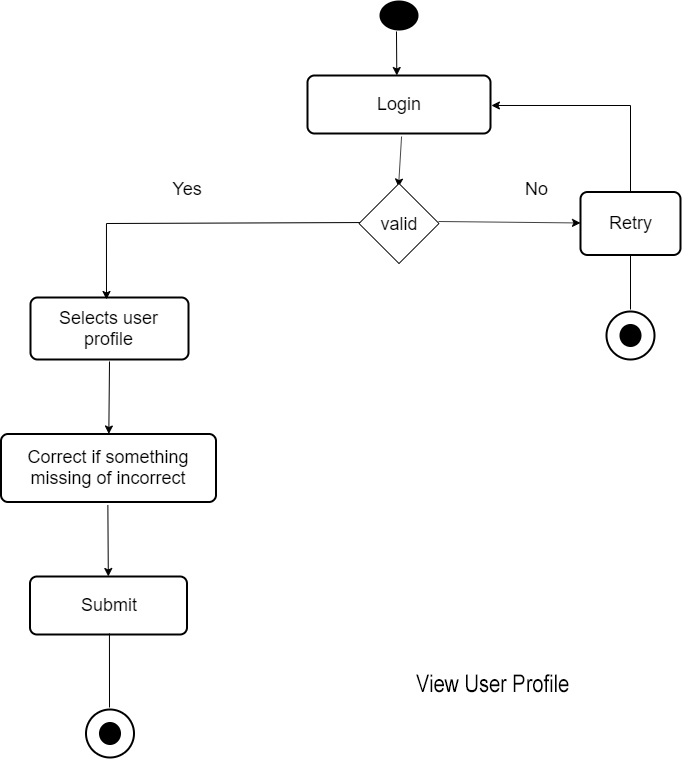 Login
Yes
No
valid
Retry
Selects user
profile
Correct if something
missing of incorrect
Submit
View User Profile